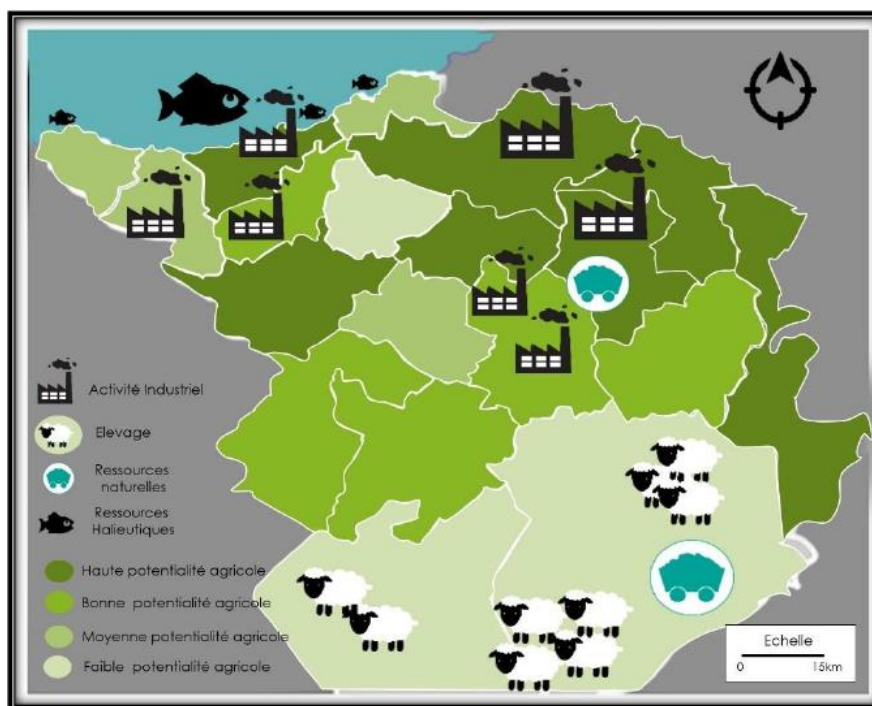 Activité Industriel
Elevage
Ressources
naturelles
Ressources
Halieutiques
Haute potentialité agricole
Bonne potentialité agricole
Moyenne potentialité agricole
Faible potentialité agricole
Echelle
0 15km